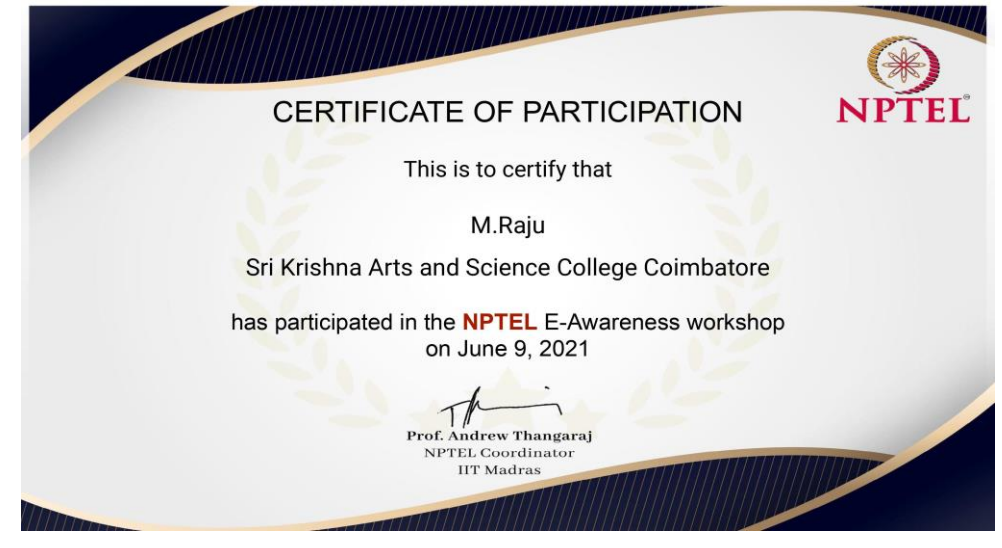 CERTIFICATE OF PARTICIPATION
NPTEL
This is to certify that
M.Raju
Sri Krishna Arts and Science College Coimbatore
has participated in the NPTEL E-Awareness workshop
on June 9, 2021
Prof. Andrew Thangaraj
NPTEL Coordinator
IIT Madras